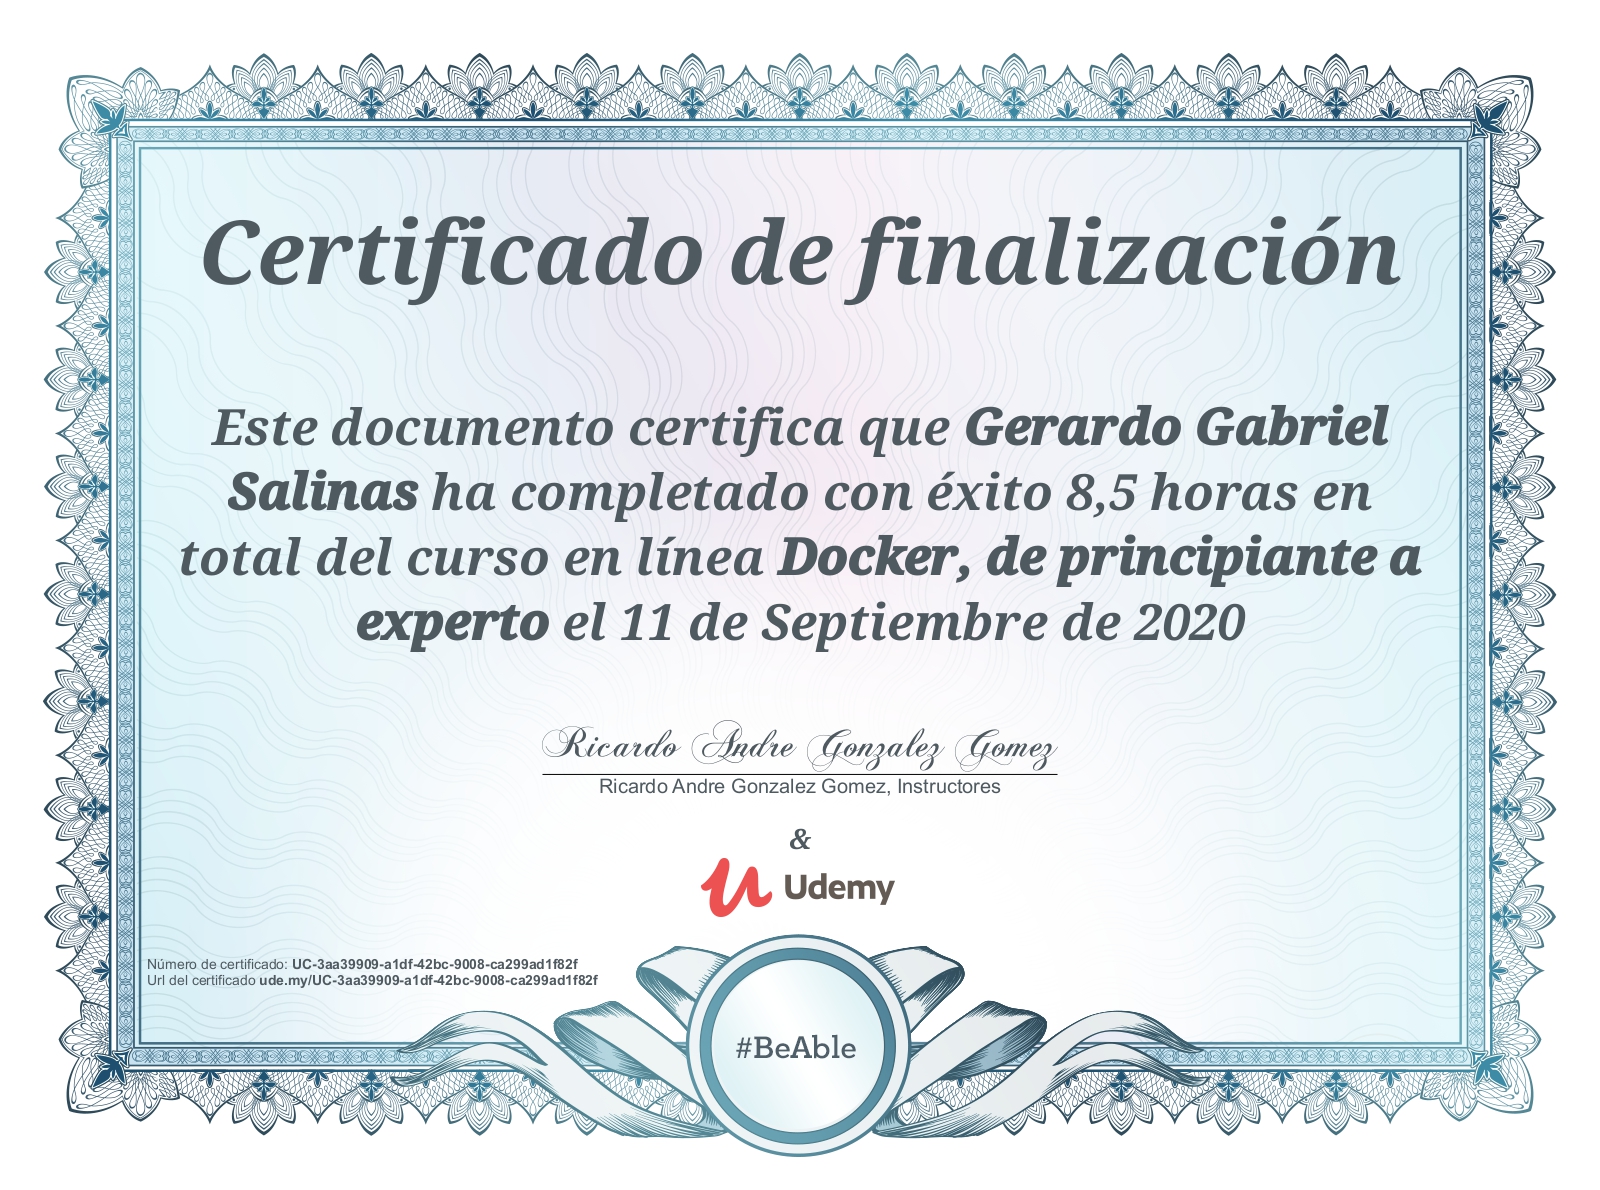 Certificado de finalización
Este documento certifica que Gerardo Gabriel
Salinas ha completado con éxito 8,5 horas en
total del curso en línea Docker, de principiante a
experto el 11 de Septiembre de 2020
Ricardo Andre Gonzalez Gomez
Ricardo Andre Gonzalez Gomez, Instructores
&
Udemy
Número de certificado: UC-3aa39909-a1df-42bc-9008-ca299ad1f82f
Url del certificado ude.my/UC-3aa39909-a1df-42bc-9008-ca299ad1f82f
#BeAble